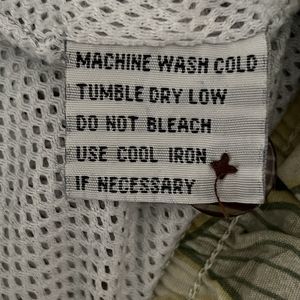 MACHINE WASH COLD
TUMBLE DRY LOW
DO NOT BLEACH
USE COOL IRON
IF NECESSARY